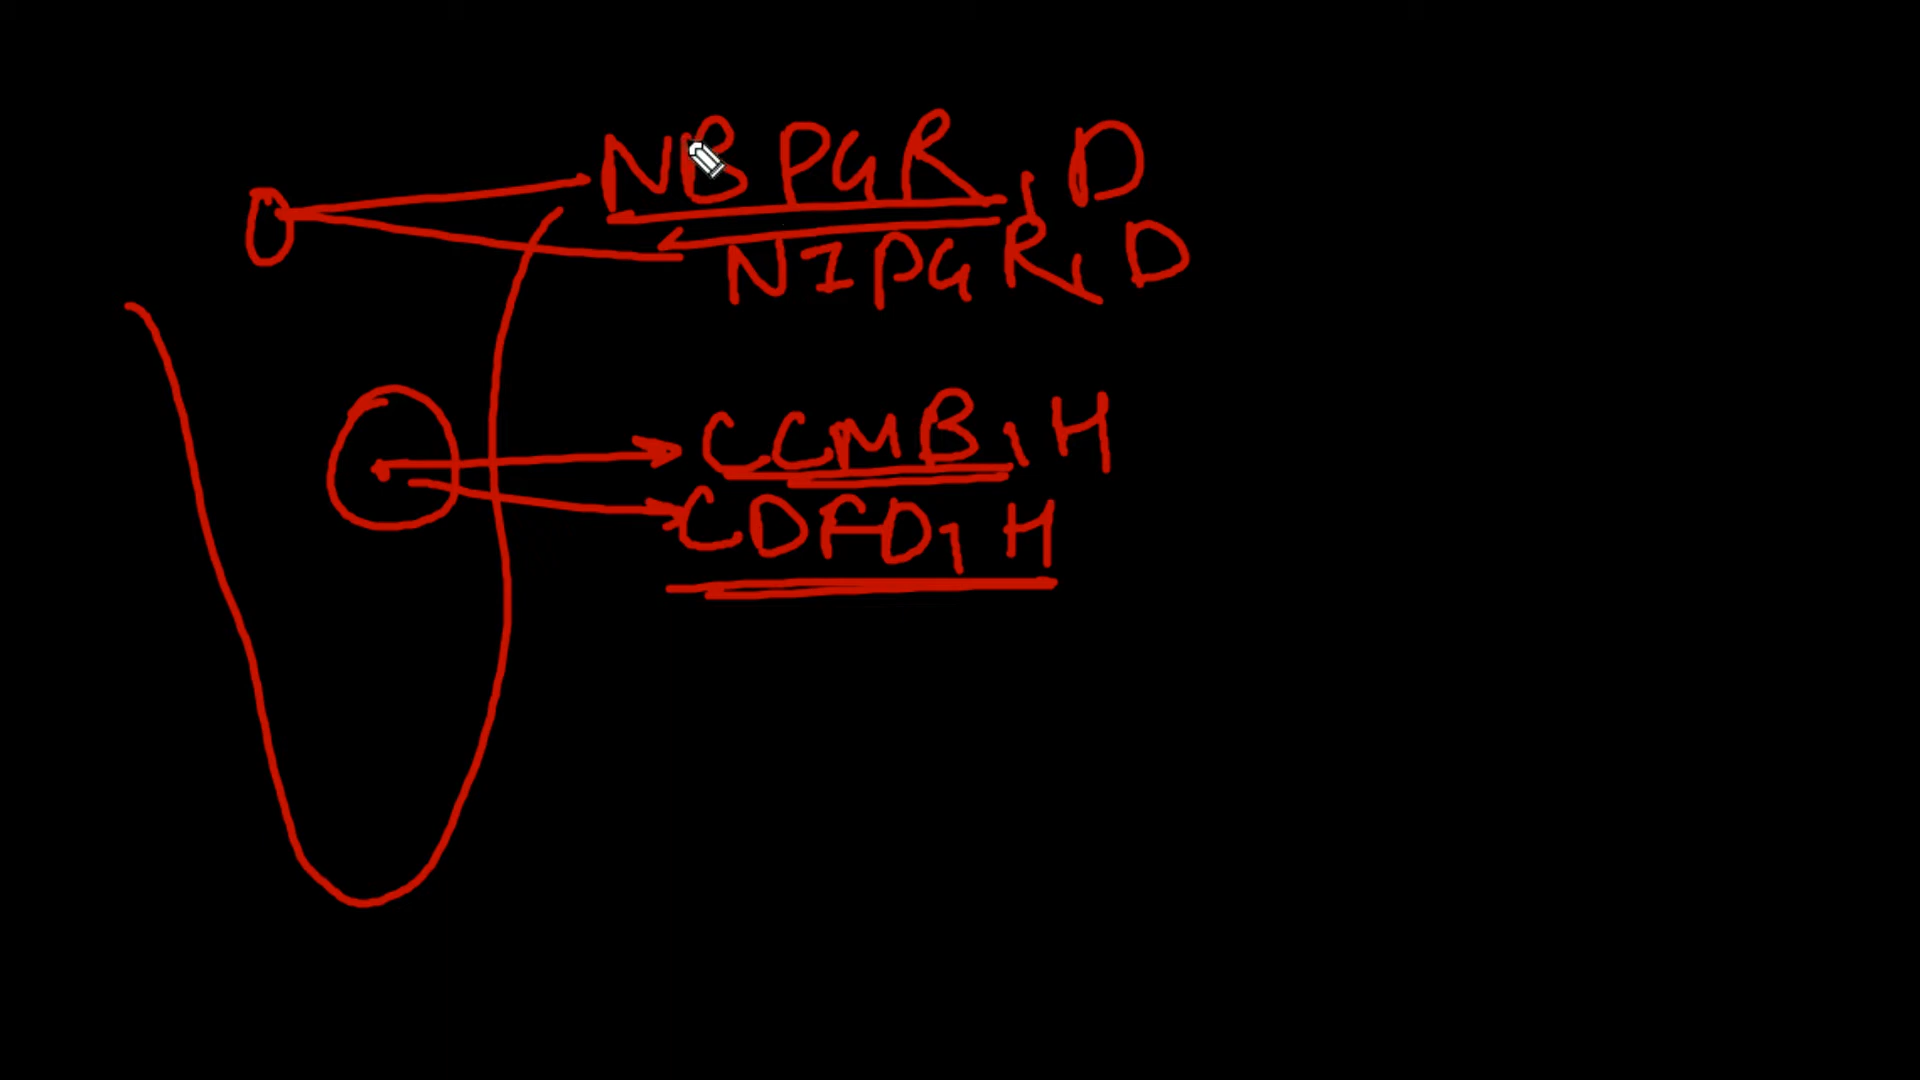 NBPGR, D
NIPGR, D
CCMB, H
CDFD, H